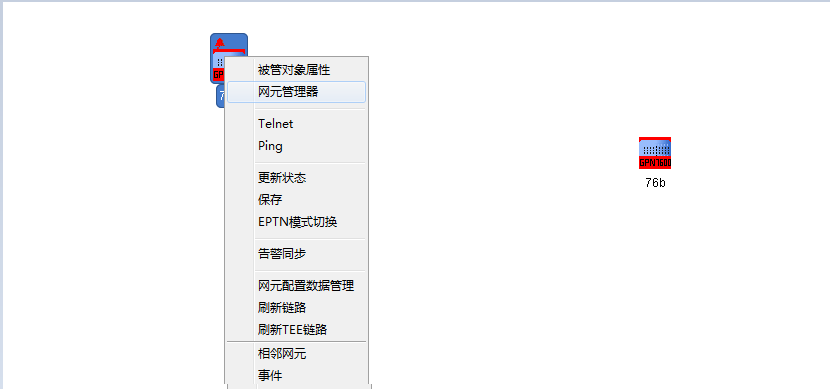 被管对象属性
网元管理器
Telnet
Ping
更新状态
保存
EPTN模式切换
告警同步
网元配置数据管理
刷新链路
刷新TEE链路
相邻网元
事件
GPN7600
76b